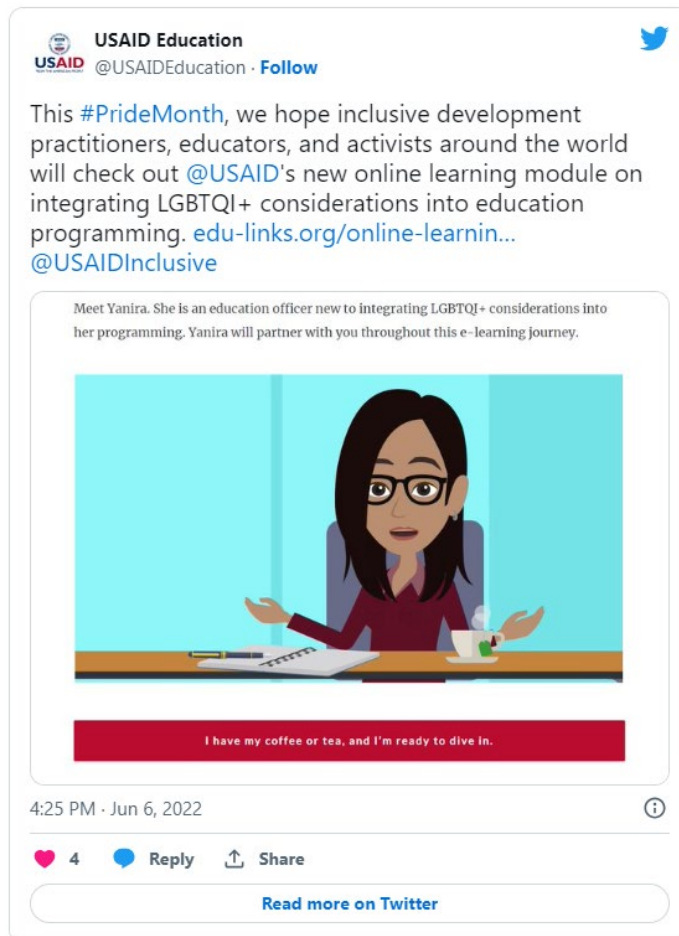 USAID Education
USAID
@USAIDEducation · Follow
This #PrideMonth, we hope inclusive development
practitioners, educators, and activists around the world
will check out @USAID's new online learning module on
integrating LGBTQI+ considerations into education
programming. edu-links.org/online-learnin...
@USAIDInclusive
Meet Yanira. She is an education officer new to integrating LGBTQI+ considerations into
her programming. Yanira will partner with you throughout this e-learning journey.
I have my coffee or tea, and I'm ready to dive in.
4:25 PM · Jun 6, 2022
4 Reply Share
Read more on Twitter